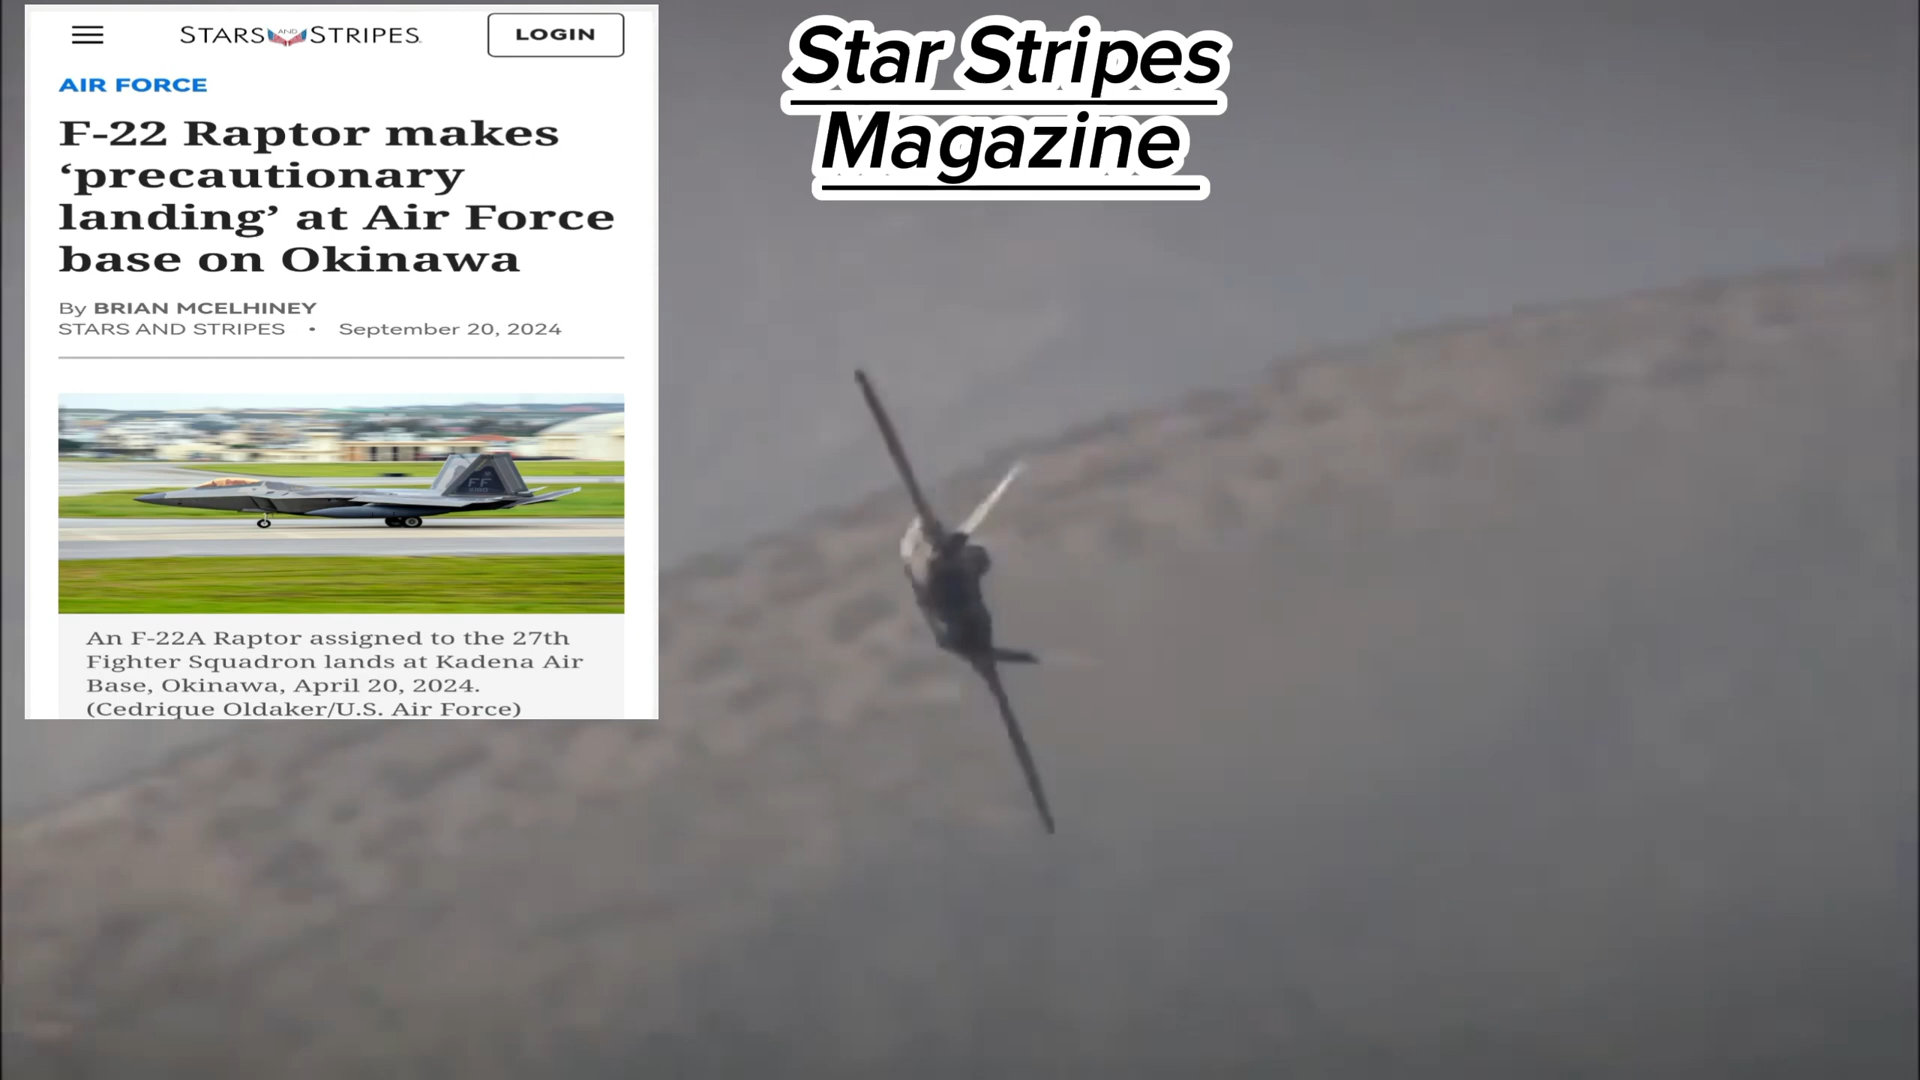 STARS AND STRIPES
LOGIN
AIR FORCE
F-22 Raptor makes
‘precautionary
landing’ at Air Force
base on Okinawa
By BRIAN MCELHINEY
STARS AND STRIPES • September 20, 2024
FF
An F-22A Raptor assigned to the 27th
Fighter Squadron lands at Kadena Air
Base, Okinawa, April 20, 2024.
(Cedrique Oldaker/U.S. Air Force)
Star Stripes
Magazine